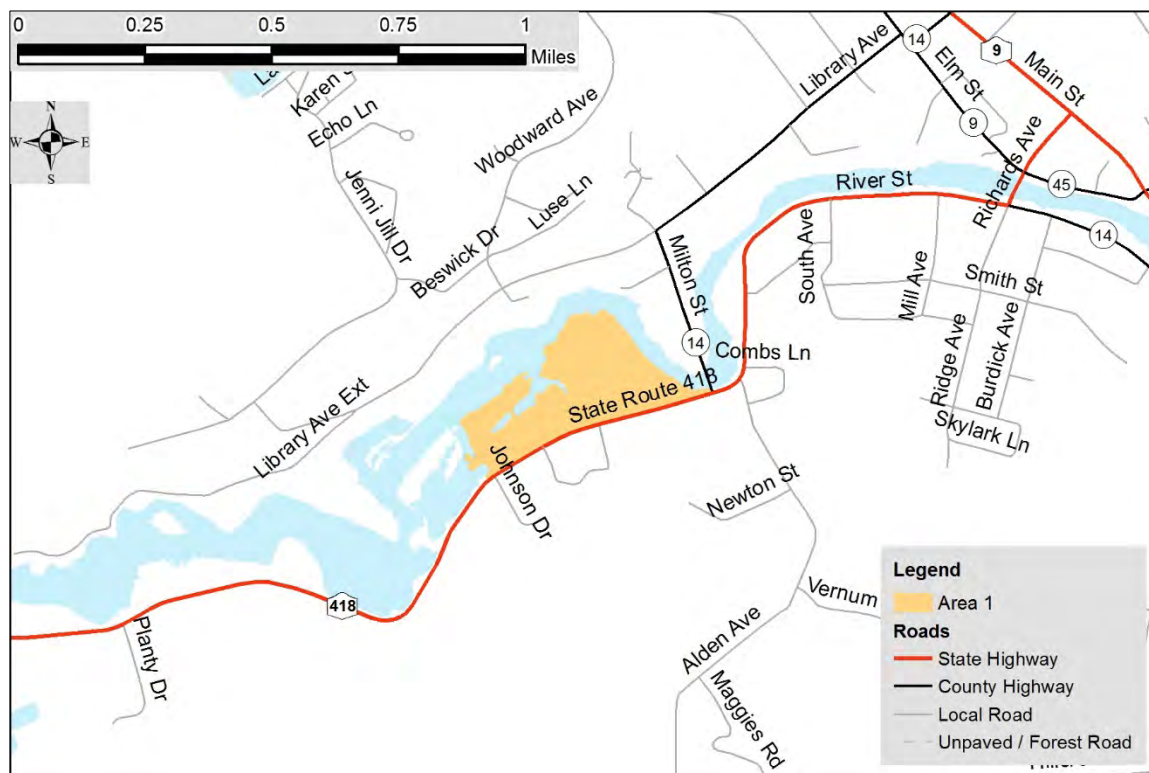 0 0.25 0.5 0.75 1
Miles
N
W E
S
Karen
Echo Ln
Jenni Jill Dr
Beswick Dr
Woodward Ave
Luse Ln
Library Ave
14
Elm St
9
9
Main St
Richards Ave
45
River St
14
Milton St
14
South Ave
Mill Ave
Smith St
Ridge Ave
Burdick Ave
Skylark Ln
Combs Ln
State Route 418
Library Ave Ext
Johnson Dr
Newton St
Vernum
Alden Ave
Maggies Rd
418
Planty Dr
Legend
Area 1
Roads
State Highway
County Highway
Local Road
Unpaved / Forest Road